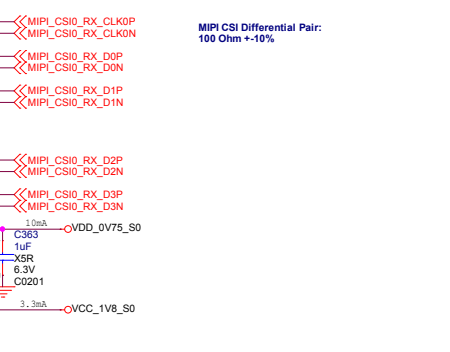 MIPI_CSI0_RX_CLK0P
MIPI_CSI0_RX_CLK0N
MIPI CSI Differential Pair:
100 Ohm +-10%
MIPI_CSI0_RX_D0P
MIPI_CSI0_RX_D0N
MIPI_CSI0_RX_D1P
MIPI_CSI0_RX_D1N
MIPI_CSI0_RX_D2P
MIPI_CSI0_RX_D2N
MIPI_CSI0_RX_D3P
MIPI_CSI0_RX_D3N
10mA
VDD_0V75_S0
C363
1uF
X5R
6.3V
C0201
3.3mA
VCC_1V8_S0